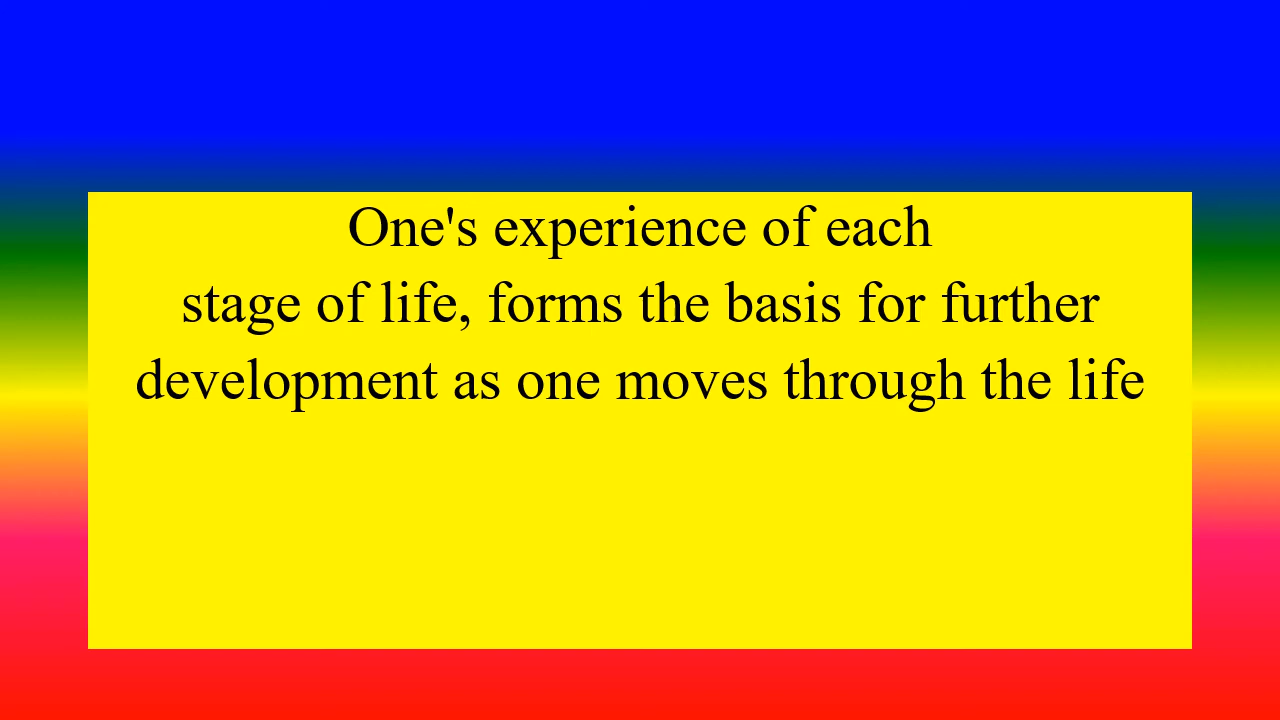 One's experience of each
stage of life, forms the basis for further
development as one moves through the life